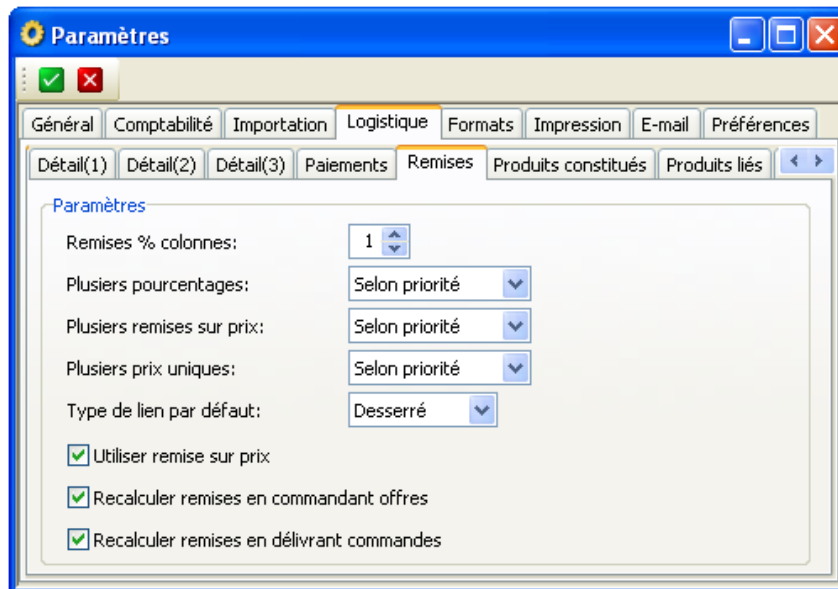 Paramètres
Général Comptabilité Importation Logistique Formats Impression E-mail Préférences
Détail(1) Détail(2) Détail(3) Paiements Remises Produits constitués Produits liés
Paramètres
Remises % colonnes: 1
Plusiers pourcentages: Selon priorité
Plusiers remises sur prix: Selon priorité
Plusiers prix uniques: Selon priorité
Type de lien par défaut: Desserré
Utiliser remise sur prix
Recalculer remises en commandant offres
Recalculer remises en délivrant commandes